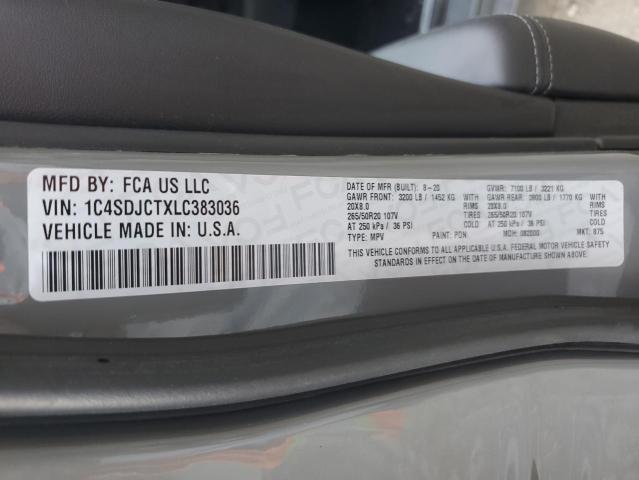 MFD BY: FCA US LLC
VIN: 1C4SDJCTXLC383036
VEHICLE MADE IN: U.S.A.
DATE OF MFR (BUILT): 8-20 GVWR: 7100 LB / 3221 KG
GAWR FRONT: 3200 LB / 1452 KG GAWR REAR: 3900 LB / 1770 KG
20X8.0 RIMS 20X8.0 RIMS
265/50R20 107V TIRES 265/50R20 107V TIRES
AT 250 kPa / 36 PSI COLD AT 250 kPa / 36 PSI COLD
TYPE: MPV PAINT: PDN MDH: 082000 MKT: 875
THIS VEHICLE CONFORMS TO ALL APPLICABLE U.S.A. FEDERAL MOTOR VEHICLE SAFETY
STANDARDS IN EFFECT ON THE DATE OF MANUFACTURE SHOWN ABOVE.